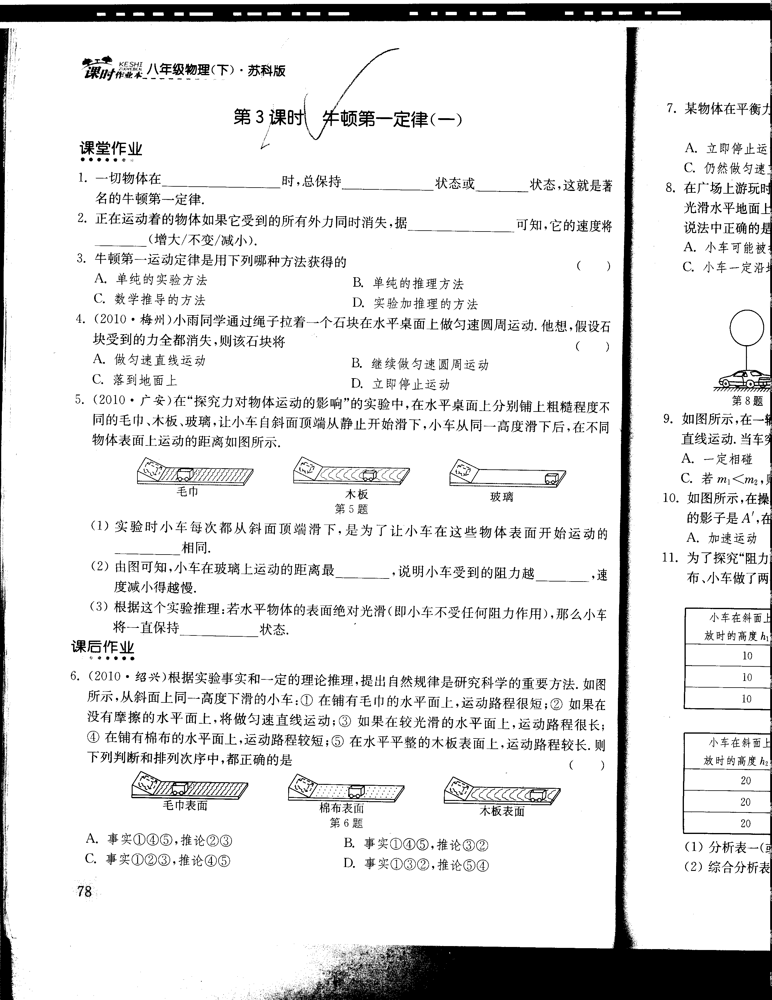 课时作业本 KESHI ZUOYEBEN 八年级物理(下)·苏科版
第3课时 牛顿第一定律(一)
课堂作业
1. 一切物体在____________时,总保持____________状态或________状态,这就是著
名的牛顿第一定律.
2. 正在运动着的物体如果它受到的所有外力同时消失,据____________可知,它的速度将
________(增大/不变/减小).
3. 牛顿第一运动定律是用下列哪种方法获得的 ( )
A. 单纯的实验方法 B. 单纯的推理方法
C. 数学推导的方法 D. 实验加推理的方法
4. (2010·梅州)小雨同学通过绳子拉着一个石块在水平桌面上做匀速圆周运动.他想,假设石
块受到的力全都消失,则该石块将 ( )
A. 做匀速直线运动 B. 继续做匀速圆周运动
C. 落到地面上 D. 立即停止运动
5. (2010·广安)在“探究力对物体运动的影响”的实验中,在水平桌面上分别铺上粗糙程度不
同的毛巾、木板、玻璃,让小车自斜面顶端从静止开始滑下,小车从同一高度滑下后,在不同
物体表面上运动的距离如图所示.
毛巾 木板 玻璃
第5题
(1) 实验时小车每次都从斜面顶端滑下,是为了让小车在这些物体表面开始运动的
________相同.
(2) 由图可知,小车在玻璃上运动的距离最________,说明小车受到的阻力越________,速
度减小得越慢.
(3) 根据这个实验推理:若水平物体的表面绝对光滑(即小车不受任何阻力作用),那么小车
将一直保持____________状态.
课后作业
6. (2010·绍兴)根据实验事实和一定的理论推理,提出自然规律是研究科学的重要方法.如图
所示,从斜面上同一高度下滑的小车:① 在铺有毛巾的水平面上,运动路程很短;② 如果在
没有摩擦的水平面上,将做匀速直线运动;③ 如果在较光滑的水平面上,运动路程很长;
④ 在铺有棉布的水平面上,运动路程较短;⑤ 在水平平整的木板表面上,运动路程较长.则
下列判断和排列次序中,都正确的是 ( )
毛巾表面 棉布表面 木板表面
第6题
A. 事实①④⑤,推论②③ B. 事实①④⑤,推论③②
C. 事实①②③,推论④⑤ D. 事实①③②,推论⑤④
78
7. 某物体在平衡力
A. 立即停止运
C. 仍然做匀速
8. 在广场上游玩时
光滑水平地面上
说法中正确的是
A. 小车可能被
C. 小车一定沿
第8题
9. 如图所示,在一辆
直线运动.当车突
A. 一定相碰
C. 若 m₁<m₂,
10. 如图所示,在操
的影子是 A′,在
A. 加速运动
11. 为了探究“阻力
布、小车做了两
小车在斜面上
放时的高度 h₁
10
10
10
小车在斜面上
放时的高度 h₂
20
20
20
(1) 分析表一(
(2) 综合分析表